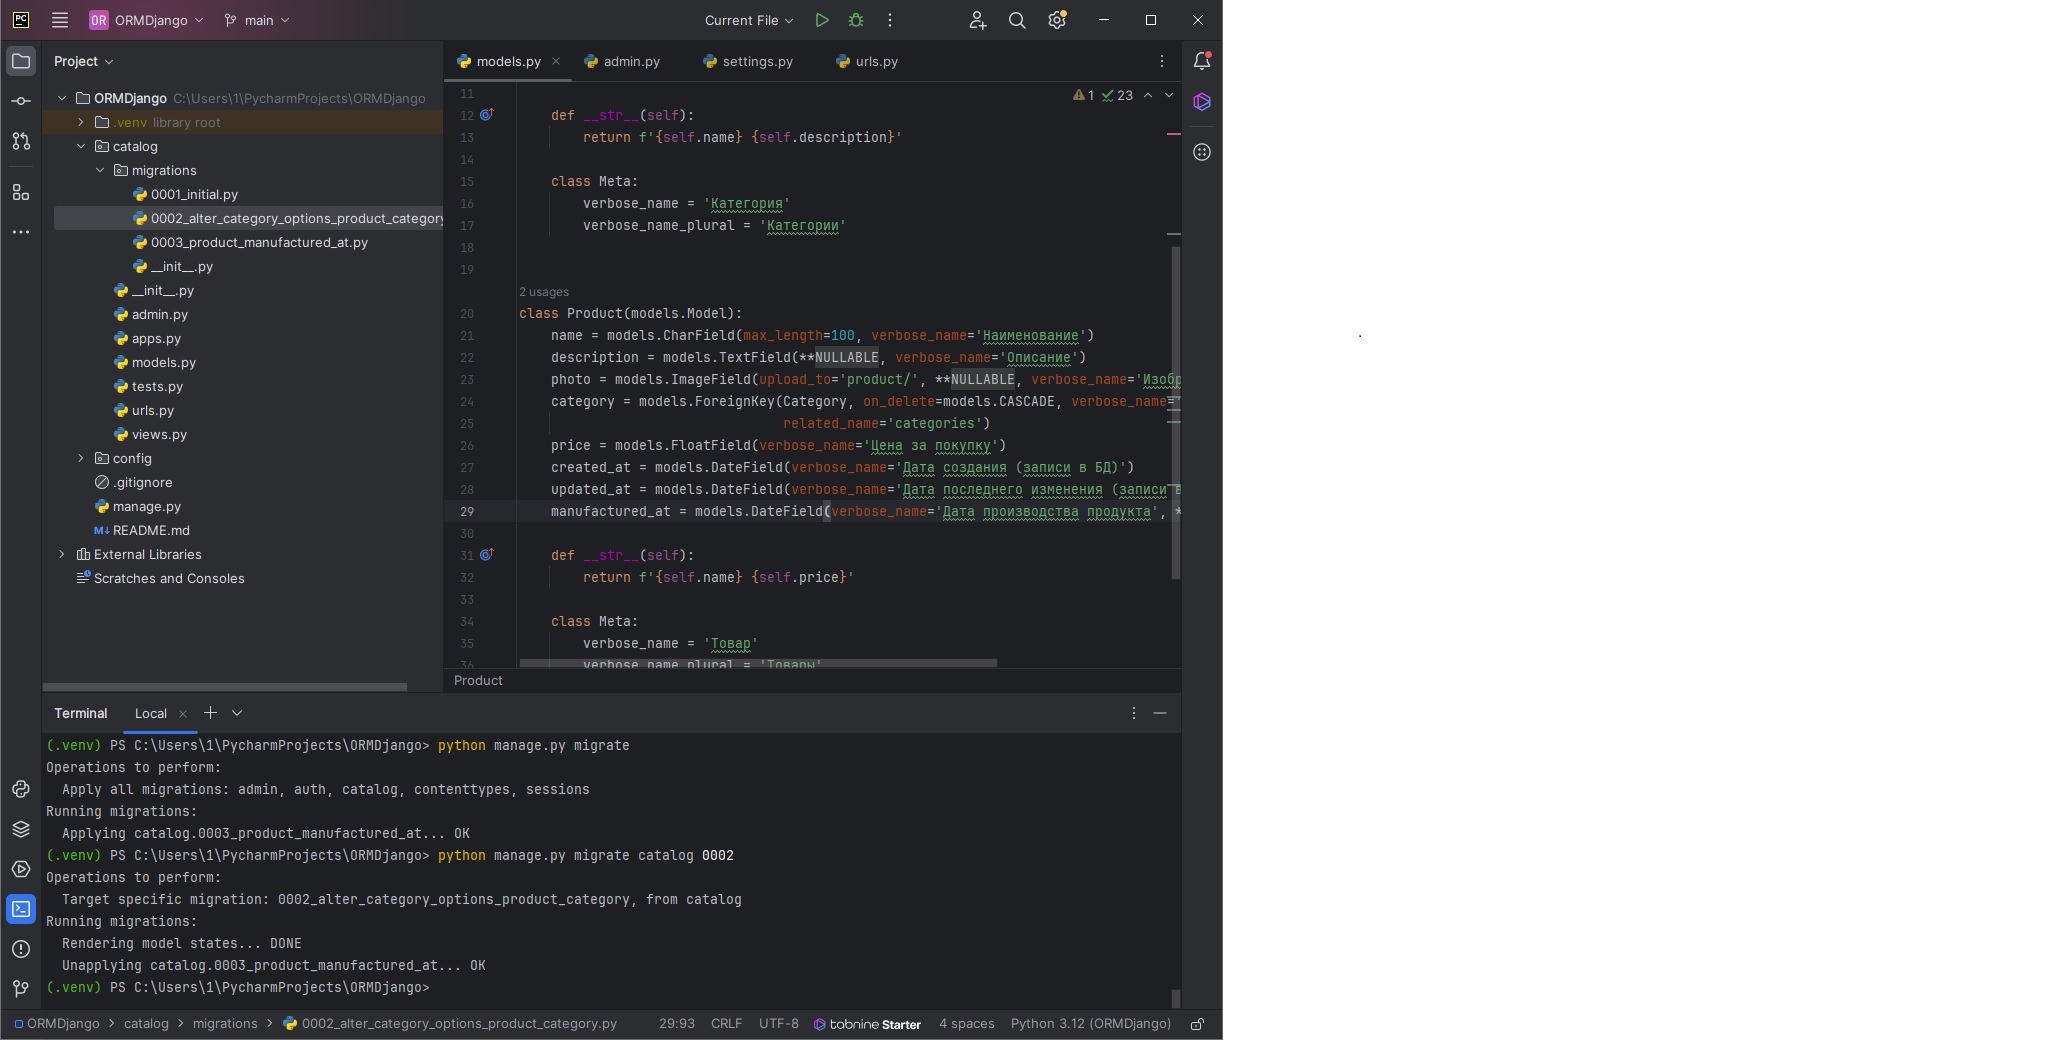 PC
OR ORMDjango main Current File
Project
ORMDjango C:\Users\1\PycharmProjects\ORMDjango
.venv library root
catalog
migrations
0001_initial.py
0002_alter_category_options_product_category
0003_product_manufactured_at.py
__init__.py
__init__.py
admin.py
apps.py
models.py
tests.py
urls.py
views.py
config
.gitignore
manage.py
M↓ README.md
External Libraries
Scratches and Consoles
models.py admin.py settings.py urls.py
1 23
11
12 def __str__(self):
13 return f'{self.name} {self.description}'
14
15 class Meta:
16 verbose_name = 'Категория'
17 verbose_name_plural = 'Категории'
18
19
2 usages
20 class Product(models.Model):
21 name = models.CharField(max_length=100, verbose_name='Наименование')
22 description = models.TextField(**NULLABLE, verbose_name='Описание')
23 photo = models.ImageField(upload_to='product/', **NULLABLE, verbose_name='Изобр
24 category = models.ForeignKey(Category, on_delete=models.CASCADE, verbose_name='
25 related_name='categories')
26 price = models.FloatField(verbose_name='Цена за покупку')
27 created_at = models.DateField(verbose_name='Дата создания (записи в БД)')
28 updated_at = models.DateField(verbose_name='Дата последнего изменения (записи в
29 manufactured_at = models.DateField(verbose_name='Дата производства продукта', *
30
31 def __str__(self):
32 return f'{self.name} {self.price}'
33
34 class Meta:
35 verbose_name = 'Товар'
36 verbose_name_plural = 'Товары'
Product
Terminal Local
(.venv) PS C:\Users\1\PycharmProjects\ORMDjango> python manage.py migrate
Operations to perform:
Apply all migrations: admin, auth, catalog, contenttypes, sessions
Running migrations:
Applying catalog.0003_product_manufactured_at... OK
(.venv) PS C:\Users\1\PycharmProjects\ORMDjango> python manage.py migrate catalog 0002
Operations to perform:
Target specific migration: 0002_alter_category_options_product_category, from catalog
Running migrations:
Rendering model states... DONE
Unapplying catalog.0003_product_manufactured_at... OK
(.venv) PS C:\Users\1\PycharmProjects\ORMDjango>
ORMDjango > catalog > migrations > 0002_alter_category_options_product_category.py 29:93 CRLF UTF-8 tabnine Starter 4 spaces Python 3.12 (ORMDjango)